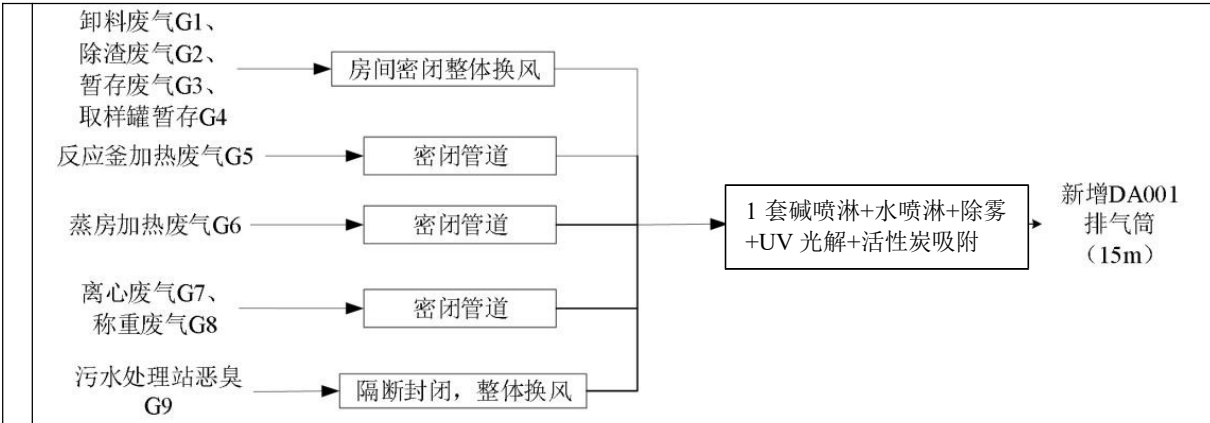 卸料废气G1、
除渣废气G2、
暂存废气G3、
取样罐暂存G4
房间密闭整体换风
反应釜加热废气G5
密闭管道
蒸房加热废气G6
密闭管道
离心废气G7、
称重废气G8
密闭管道
污水处理站恶臭
G9
隔断封闭，整体换风
1 套碱喷淋+水喷淋+除雾
+UV 光解+活性炭吸附
新增DA001
排气筒
（15m）